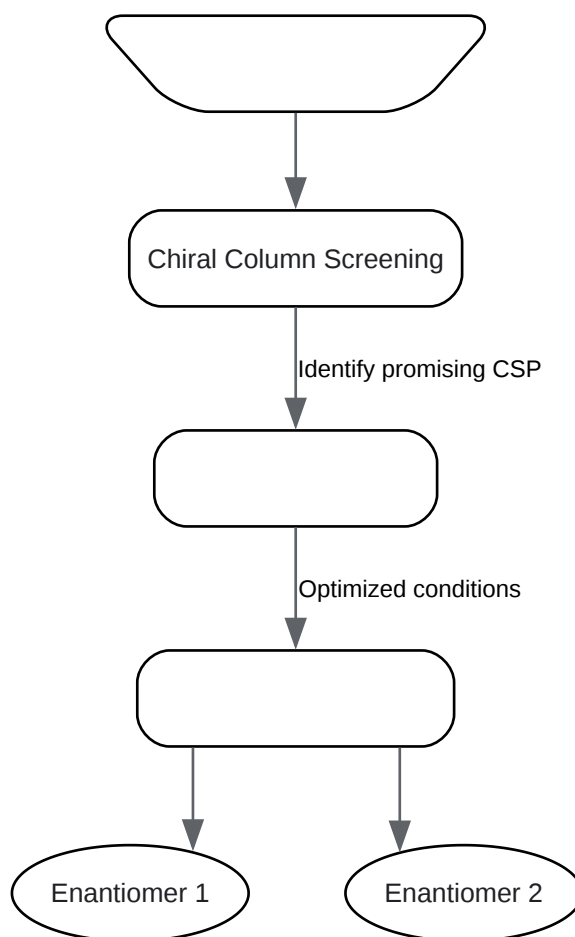 Chiral Column Screening
Identify promising CSP
Optimized conditions
Enantiomer 1
Enantiomer 2